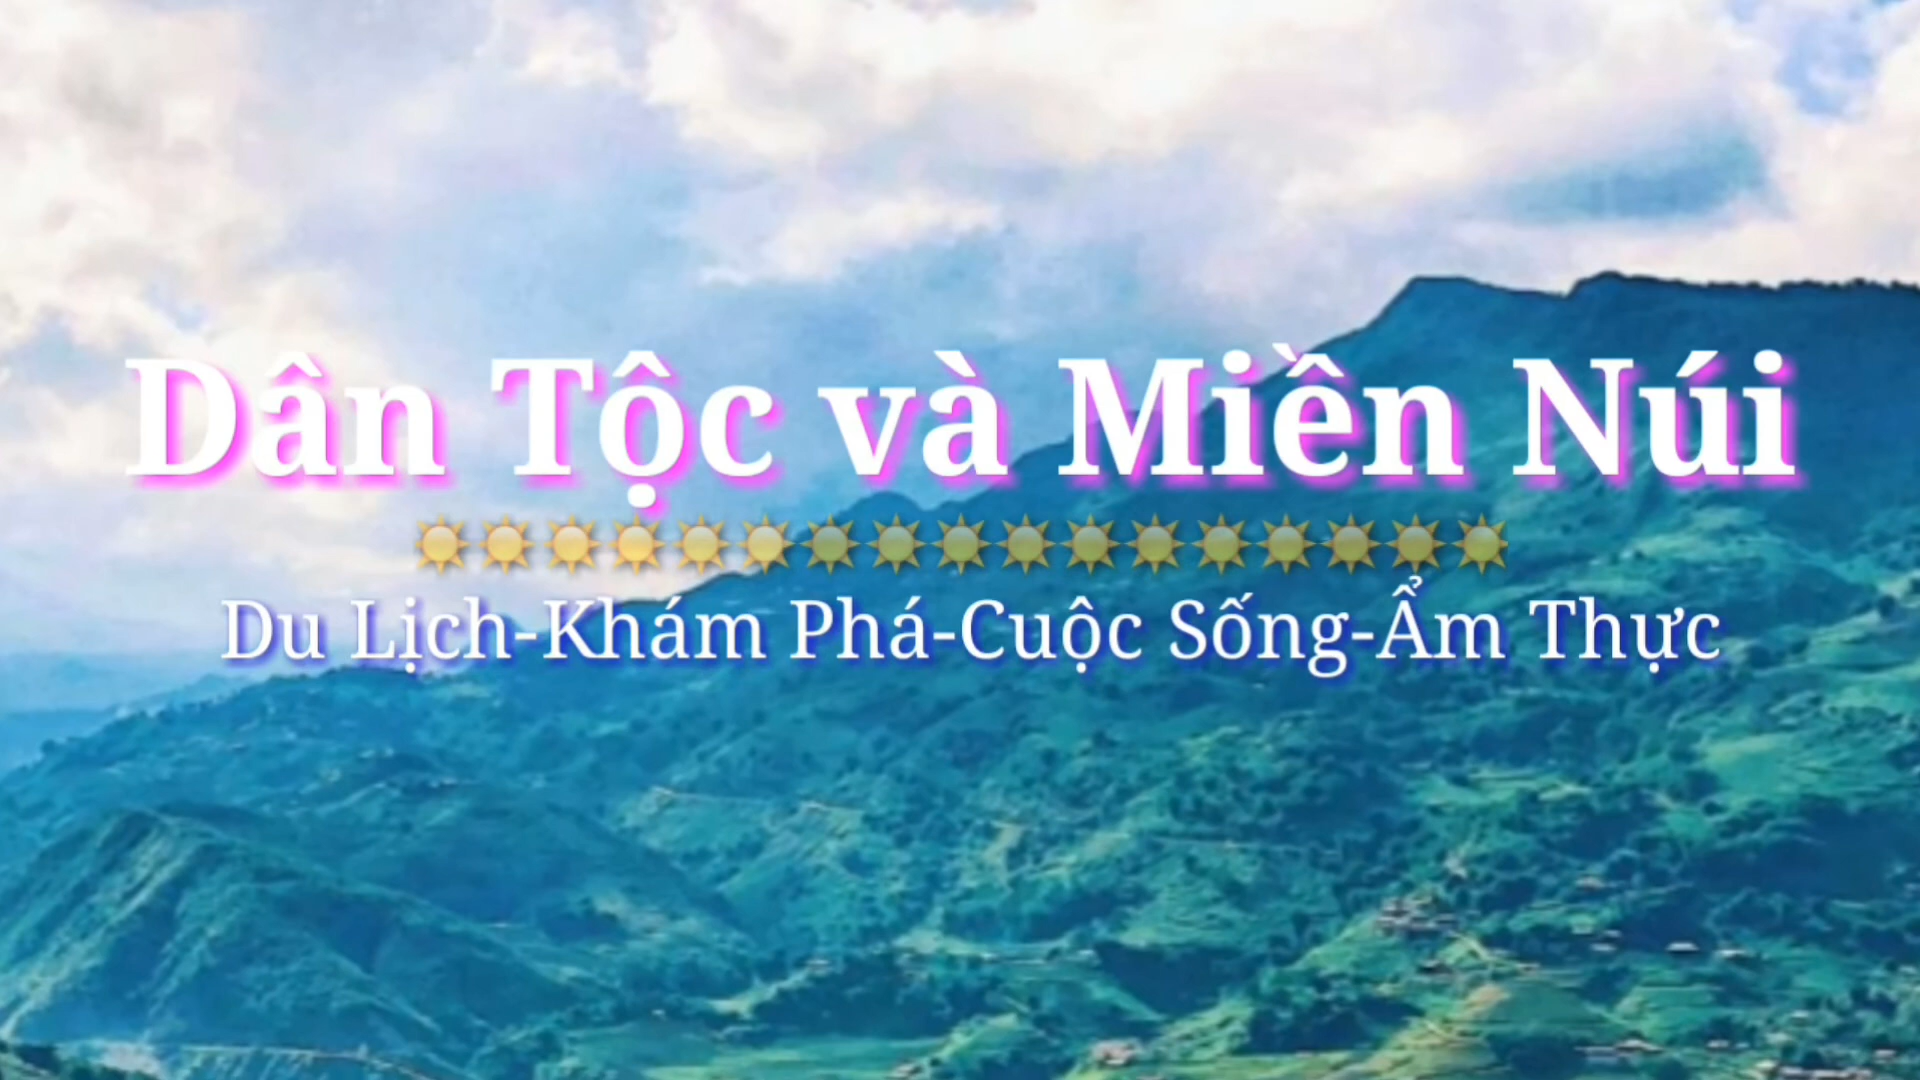 Dân Tộc và Miền Núi
☀☀☀☀☀☀☀☀☀☀☀☀☀☀☀☀☀
Du Lịch-Khám Phá-Cuộc Sống-Ẩm Thực